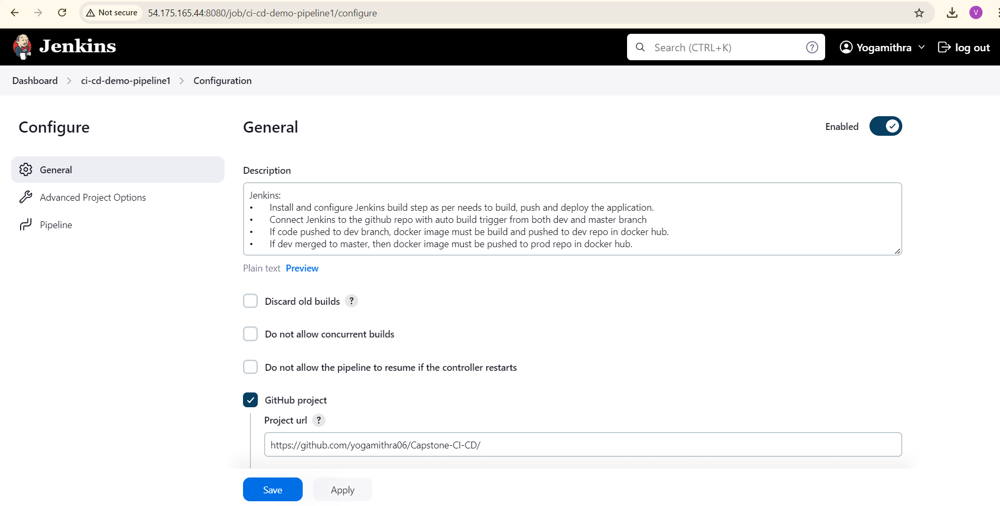 Not secure 54.175.165.44:8080/job/ci-cd-demo-pipeline1/configure V
Jenkins Search (CTRL+K) ? Yogamithra log out
Dashboard ci-cd-demo-pipeline1 Configuration
Configure
General
Advanced Project Options
Pipeline
General Enabled
Description
Jenkins:
• Install and configure Jenkins build step as per needs to build, push and deploy the application.
• Connect Jenkins to the github repo with auto build trigger from both dev and master branch
• If code pushed to dev branch, docker image must be build and pushed to dev repo in docker hub.
• If dev merged to master, then docker image must be pushed to prod repo in docker hub.
Plain text Preview
Discard old builds ?
Do not allow concurrent builds
Do not allow the pipeline to resume if the controller restarts
GitHub project
Project url ?
https://github.com/yogamithra06/Capstone-CI-CD/
Save Apply